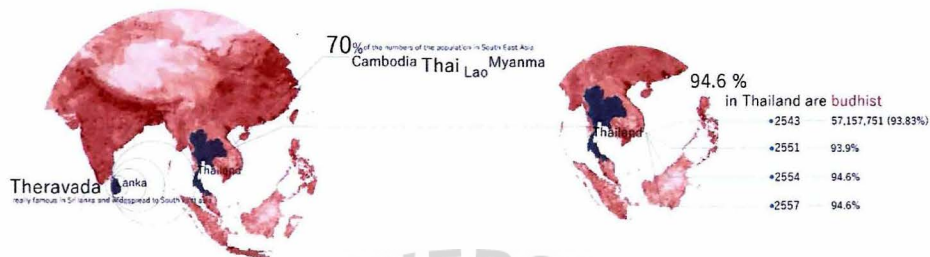 70% of the numbers of the population in South East Asia
Cambodia Thai Lao Myanma
Thailand
Theravada Lanka
really famous in Sri lanka and widespread to South East asia
94.6 %
in Thailand are budhist
Thailand
•2543 57,157,751 (93.83%)
•2551 93.9%
•2554 94.6%
•2557 94.6%